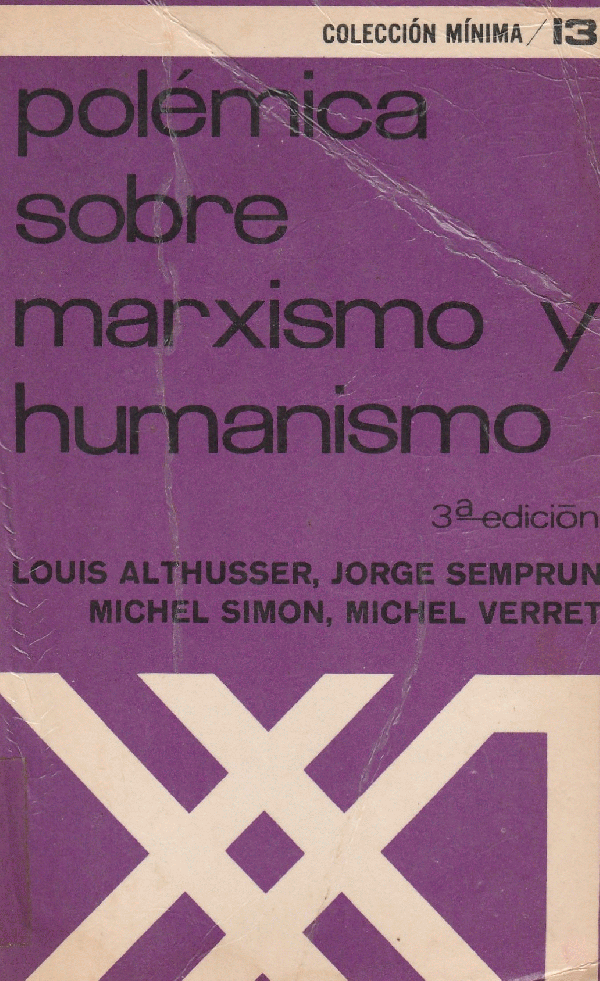 COLECCIÓN MÍNIMA / 13
polémica
sobre
marxismo y
humanismo
3ª edición
LOUIS ALTHUSSER, JORGE SEMPRUN
MICHEL SIMON, MICHEL VERRET